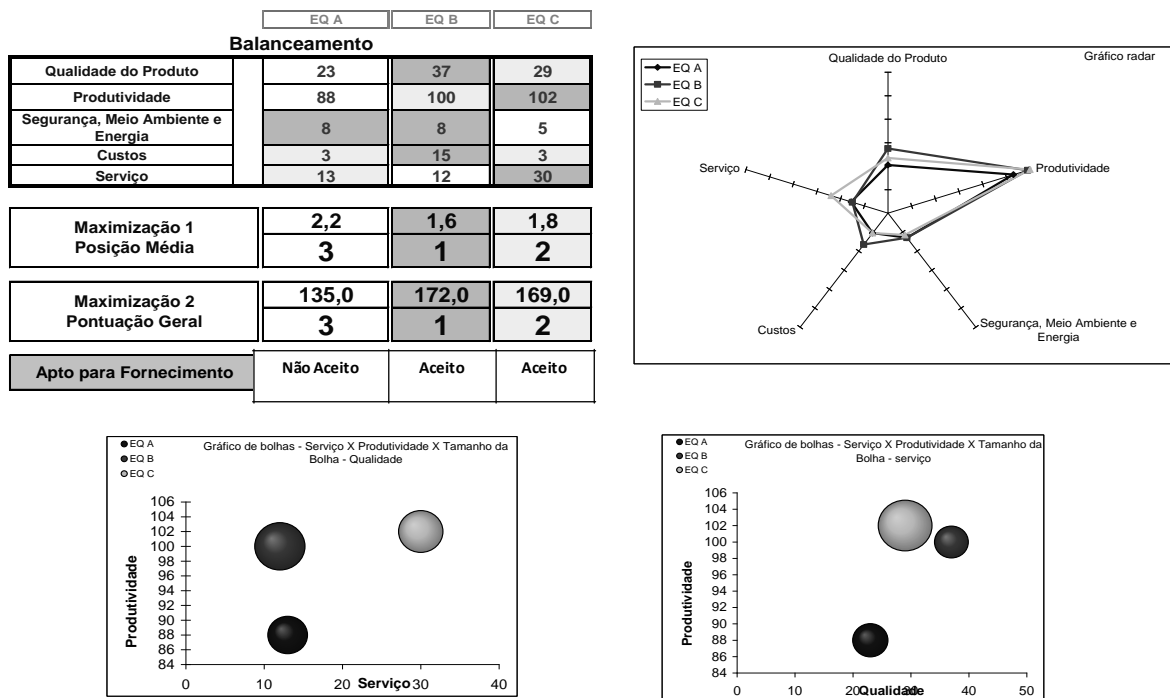 EQ A EQ B EQ C
Balanceamento
Qualidade do Produto 23 37 29
Produtividade 88 100 102
Segurança, Meio Ambiente e
Energia 8 8 5
Custos 3 15 3
Serviço 13 12 30
Maximização 1
Posição Média
2,2 1,6 1,8
3 1 2
Maximização 2
Pontuação Geral
135,0 172,0 169,0
3 1 2
Apto para Fornecimento Não Aceito Aceito Aceito
Gráfico radar
EQ A
EQ B
EQ C
Qualidade do Produto
Produtividade
Segurança, Meio Ambiente e
Energia
Custos
Serviço
EQ A
EQ B
EQ C
Gráfico de bolhas - Serviço X Produtividade X Tamanho da
Bolha - Qualidade
Produtividade
106
104
102
100
98
96
94
92
90
88
86
84
0 10 20 30 40
Serviço
EQ A
EQ B
EQ C
Gráfico de bolhas - Serviço X Produtividade X Tamanho da
Bolha - serviço
Produtividade
106
104
102
100
98
96
94
92
90
88
86
84
0 10 20 30 40 50
Qualidade